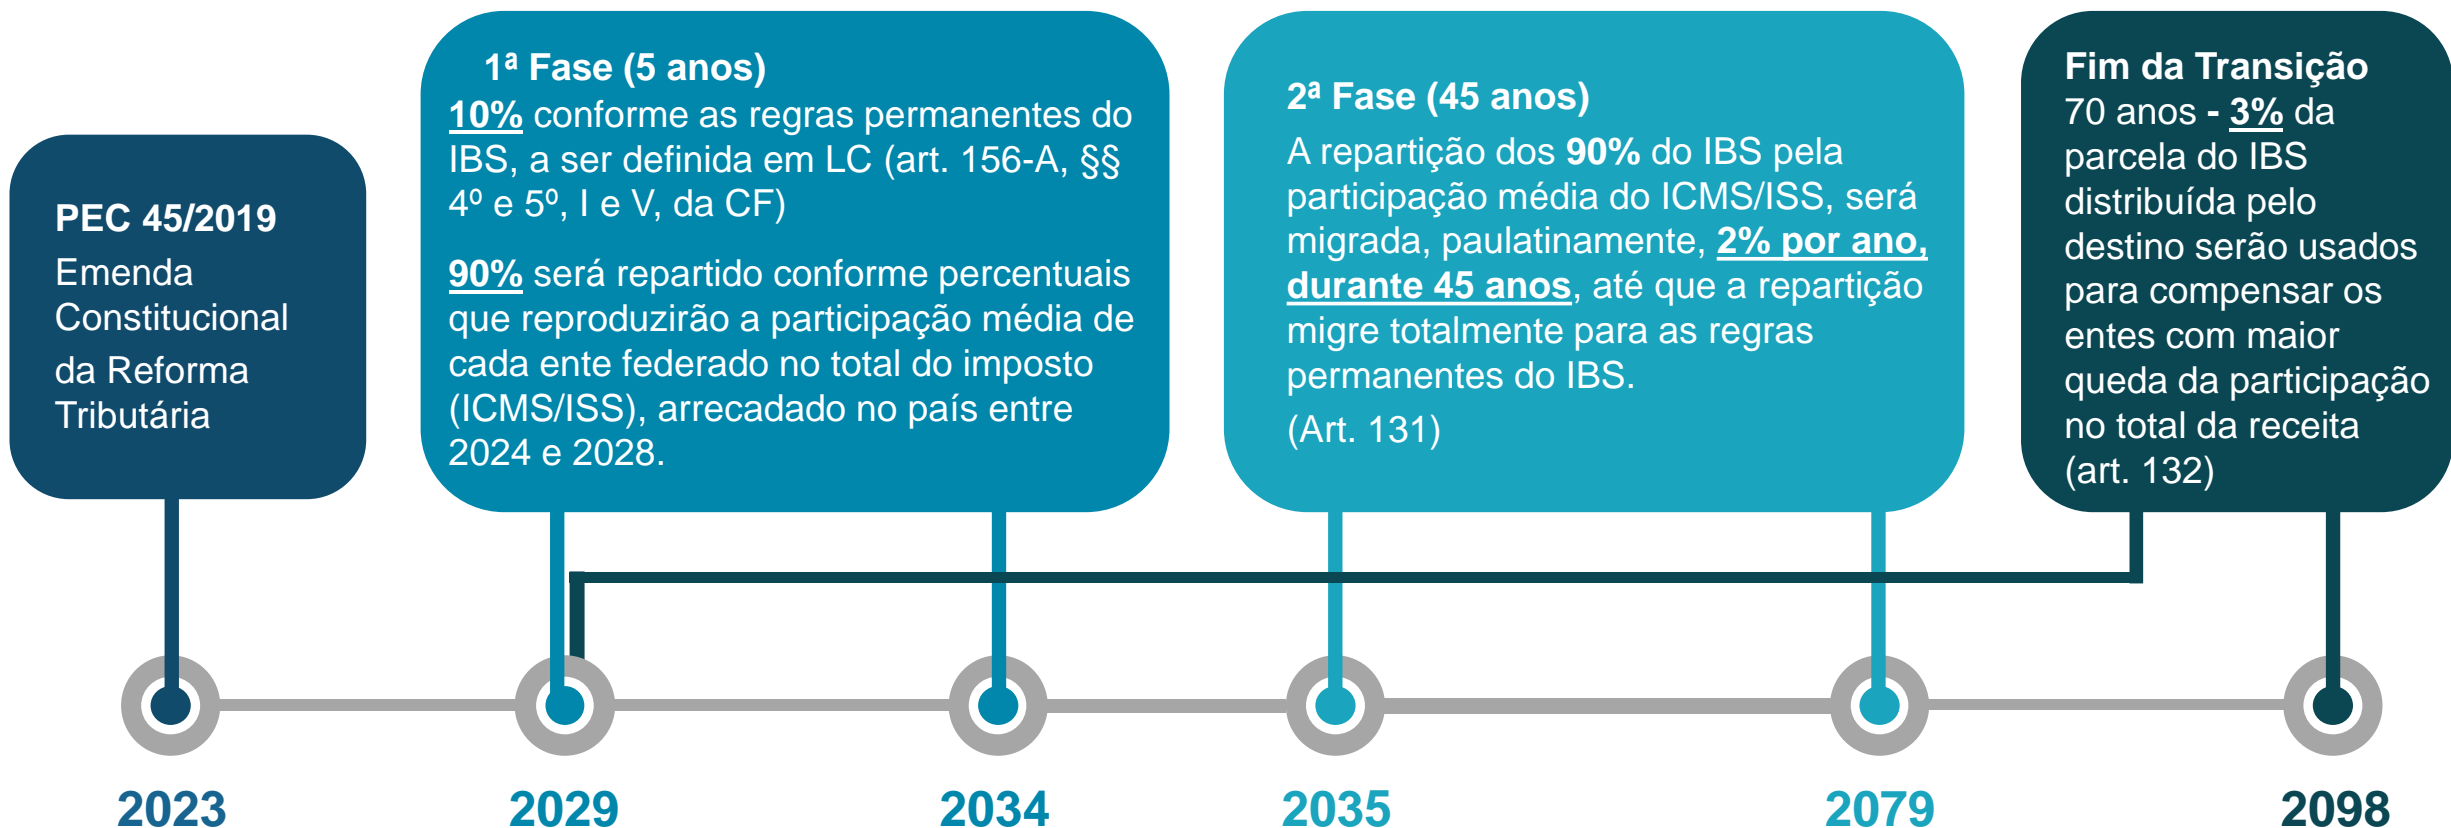 PEC 45/2019
Emenda
Constitucional
da Reforma
Tributária
1ª Fase (5 anos)
10% conforme as regras permanentes do
IBS, a ser definida em LC (art. 156-A, §§
4º e 5º, I e V, da CF)
90% será repartido conforme percentuais
que reproduzirão a participação média de
cada ente federado no total do imposto
(ICMS/ISS), arrecadado no país entre
2024 e 2028.
2ª Fase (45 anos)
A repartição dos 90% do IBS pela
participação média do ICMS/ISS, será
migrada, paulatinamente, 2% por ano,
durante 45 anos, até que a repartição
migre totalmente para as regras
permanentes do IBS.
(Art. 131)
Fim da Transição
70 anos - 3% da
parcela do IBS
distribuída pelo
destino serão usados
para compensar os
entes com maior
queda da participação
no total da receita
(art. 132)
2023
2029
2034
2035
2079
2098